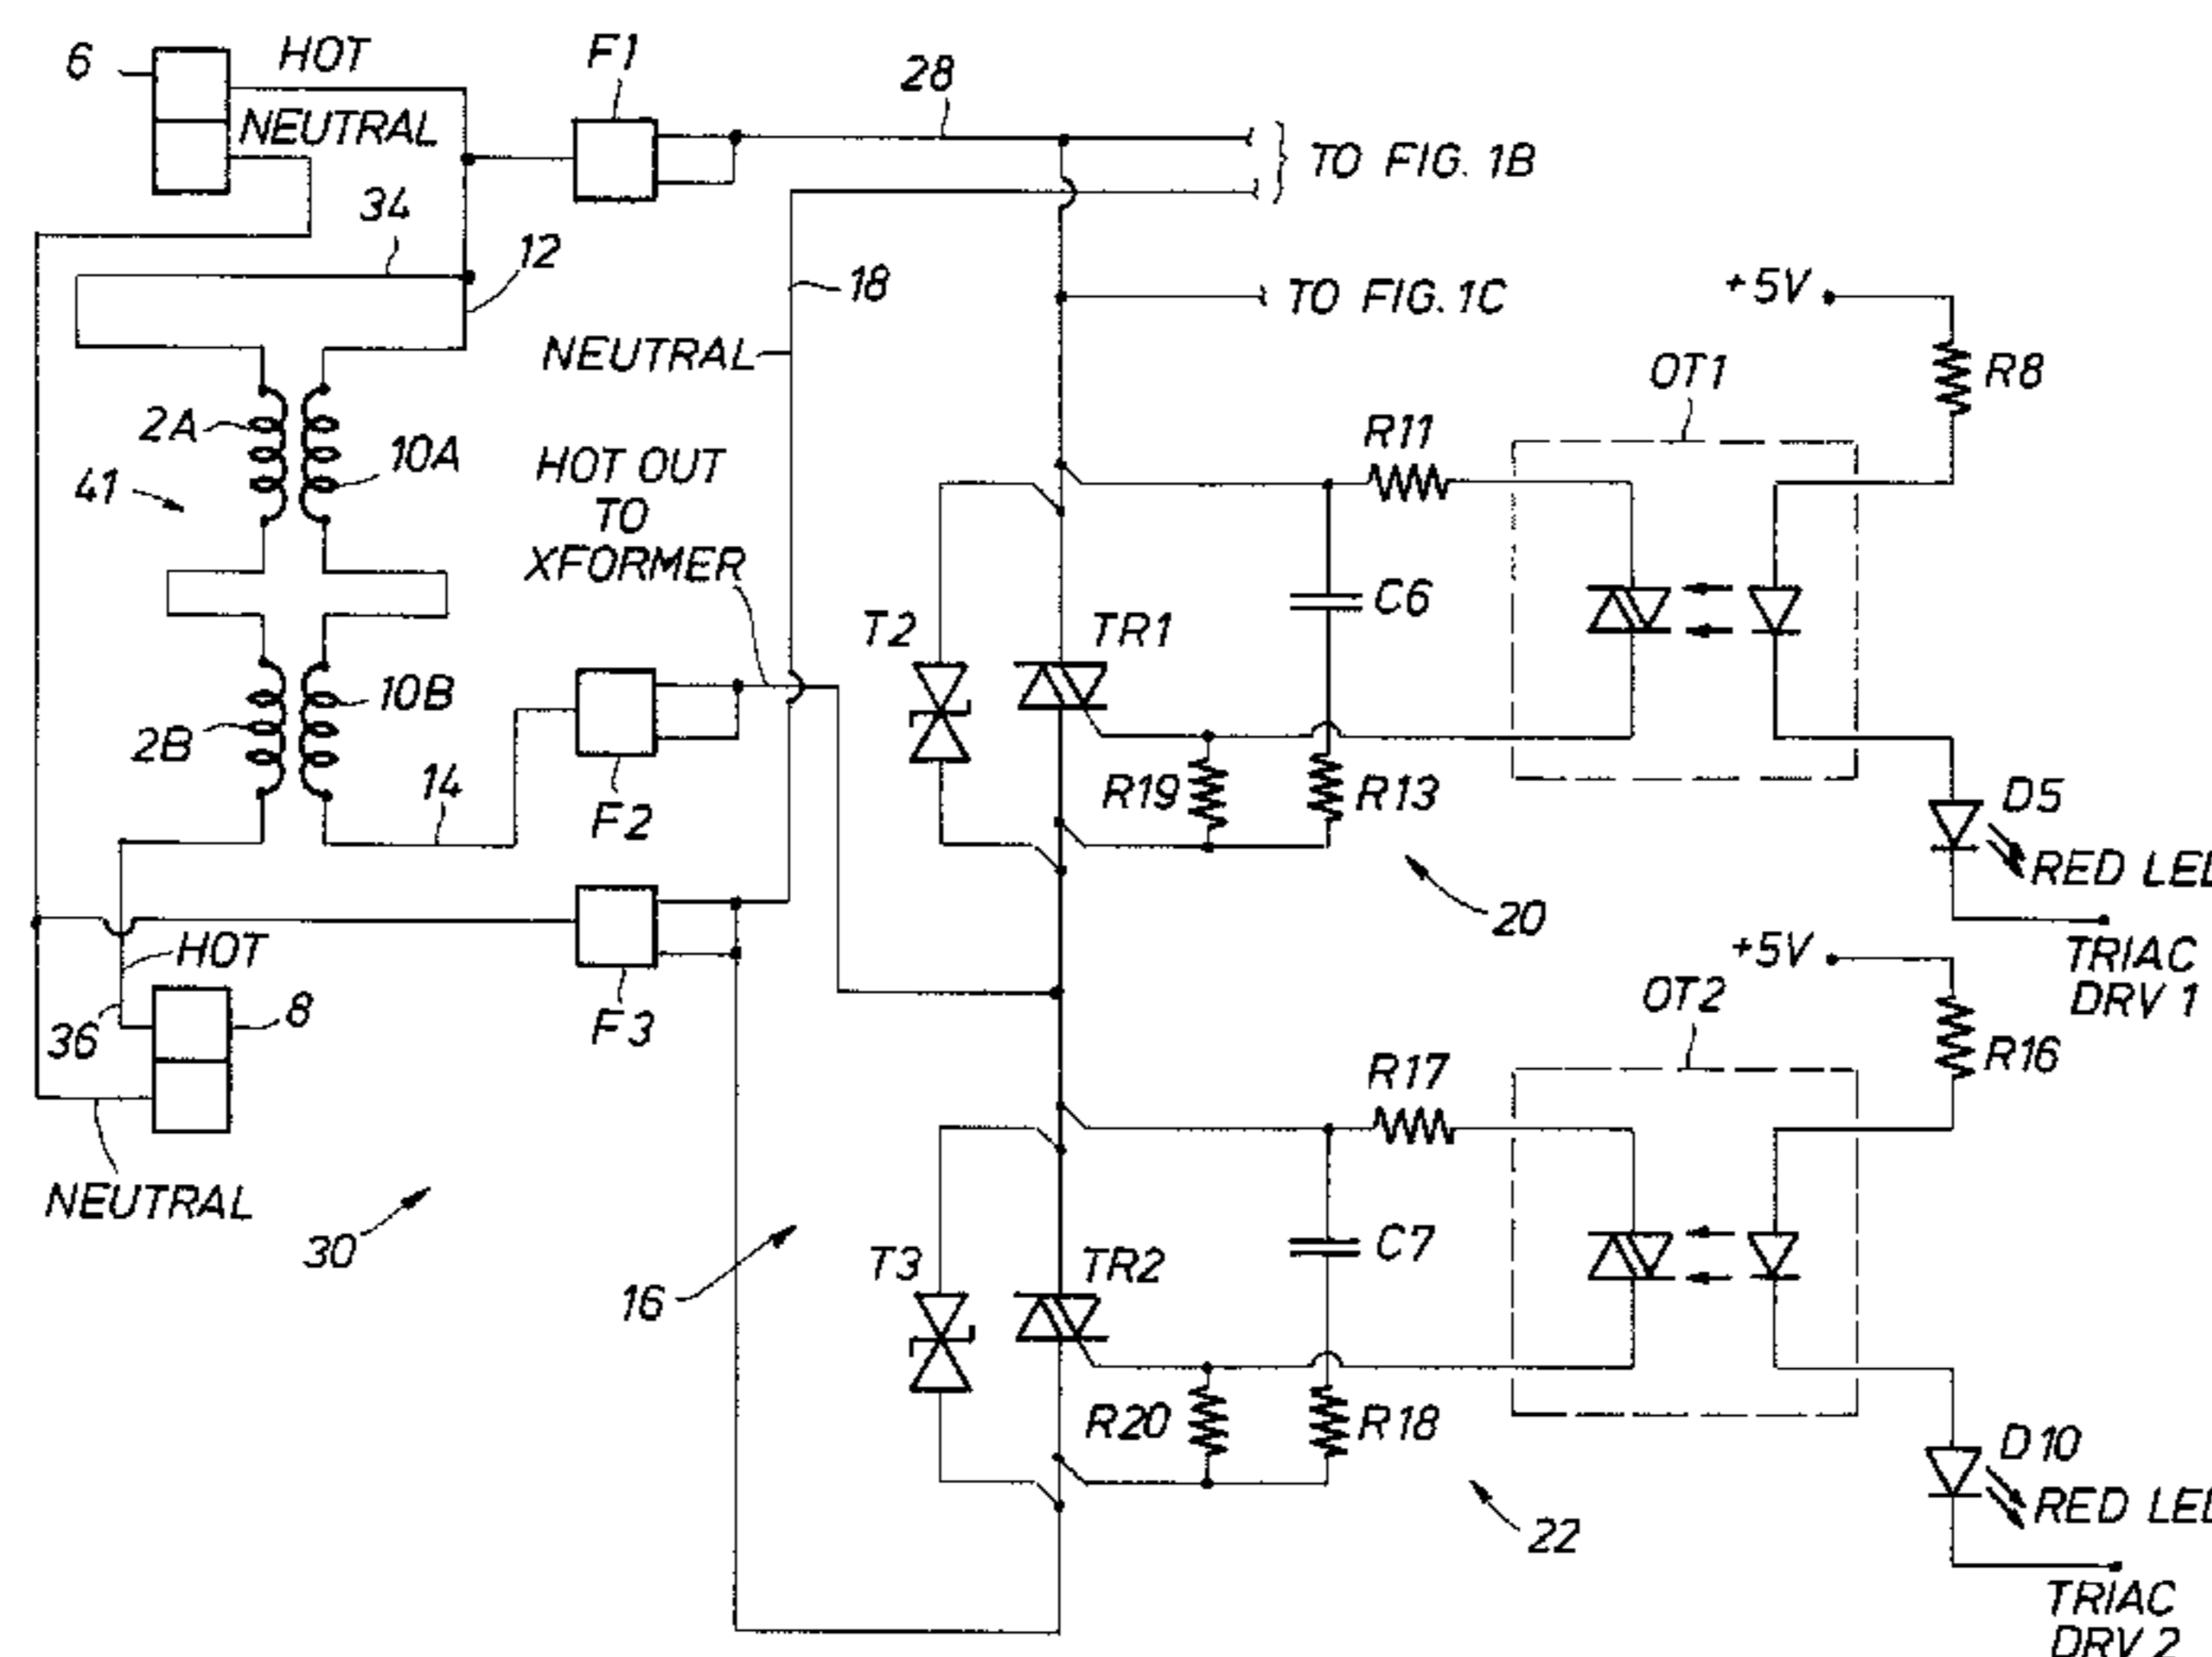 6
HOT
NEUTRAL
F1
28
TO FIG. 1B
34
12
18
TO FIG. 1C
+5V
NEUTRAL
OT1
R8
2A
10A
41
HOT OUT
TO
XFORMER
R11
T2
TR1
C6
10B
2B
14
F2
R19
R13
D5
RED LED
20
TRIAC
DRV 1
HOT
36
8
F3
+5V
OT2
R16
R17
NEUTRAL
30
16
T3
TR2
C7
R20
R18
D10
RED LED
22
TRIAC
DRV 2